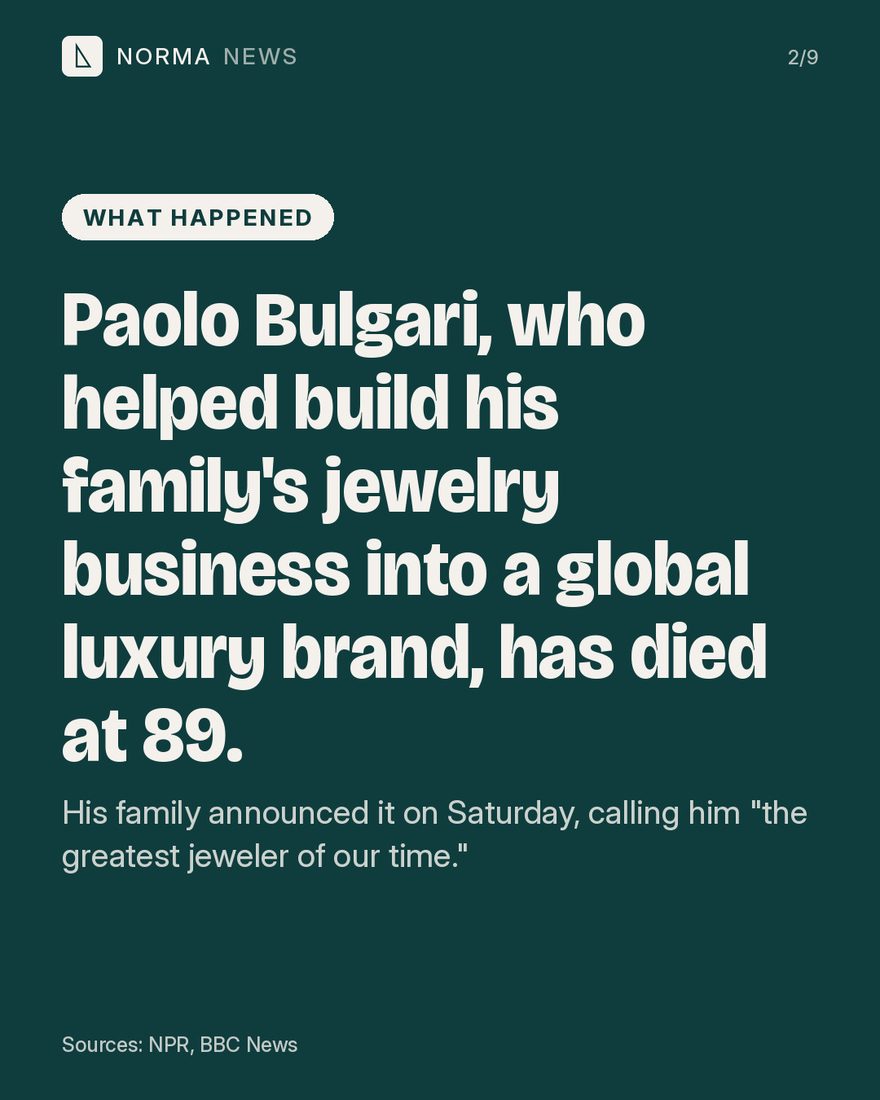 NORMA NEWS
2/9
WHAT HAPPENED
Paolo Bulgari, who
helped build his
family's jewelry
business into a global
luxury brand, has died
at 89.
His family announced it on Saturday, calling him "the
greatest jeweler of our time."
Sources: NPR, BBC News